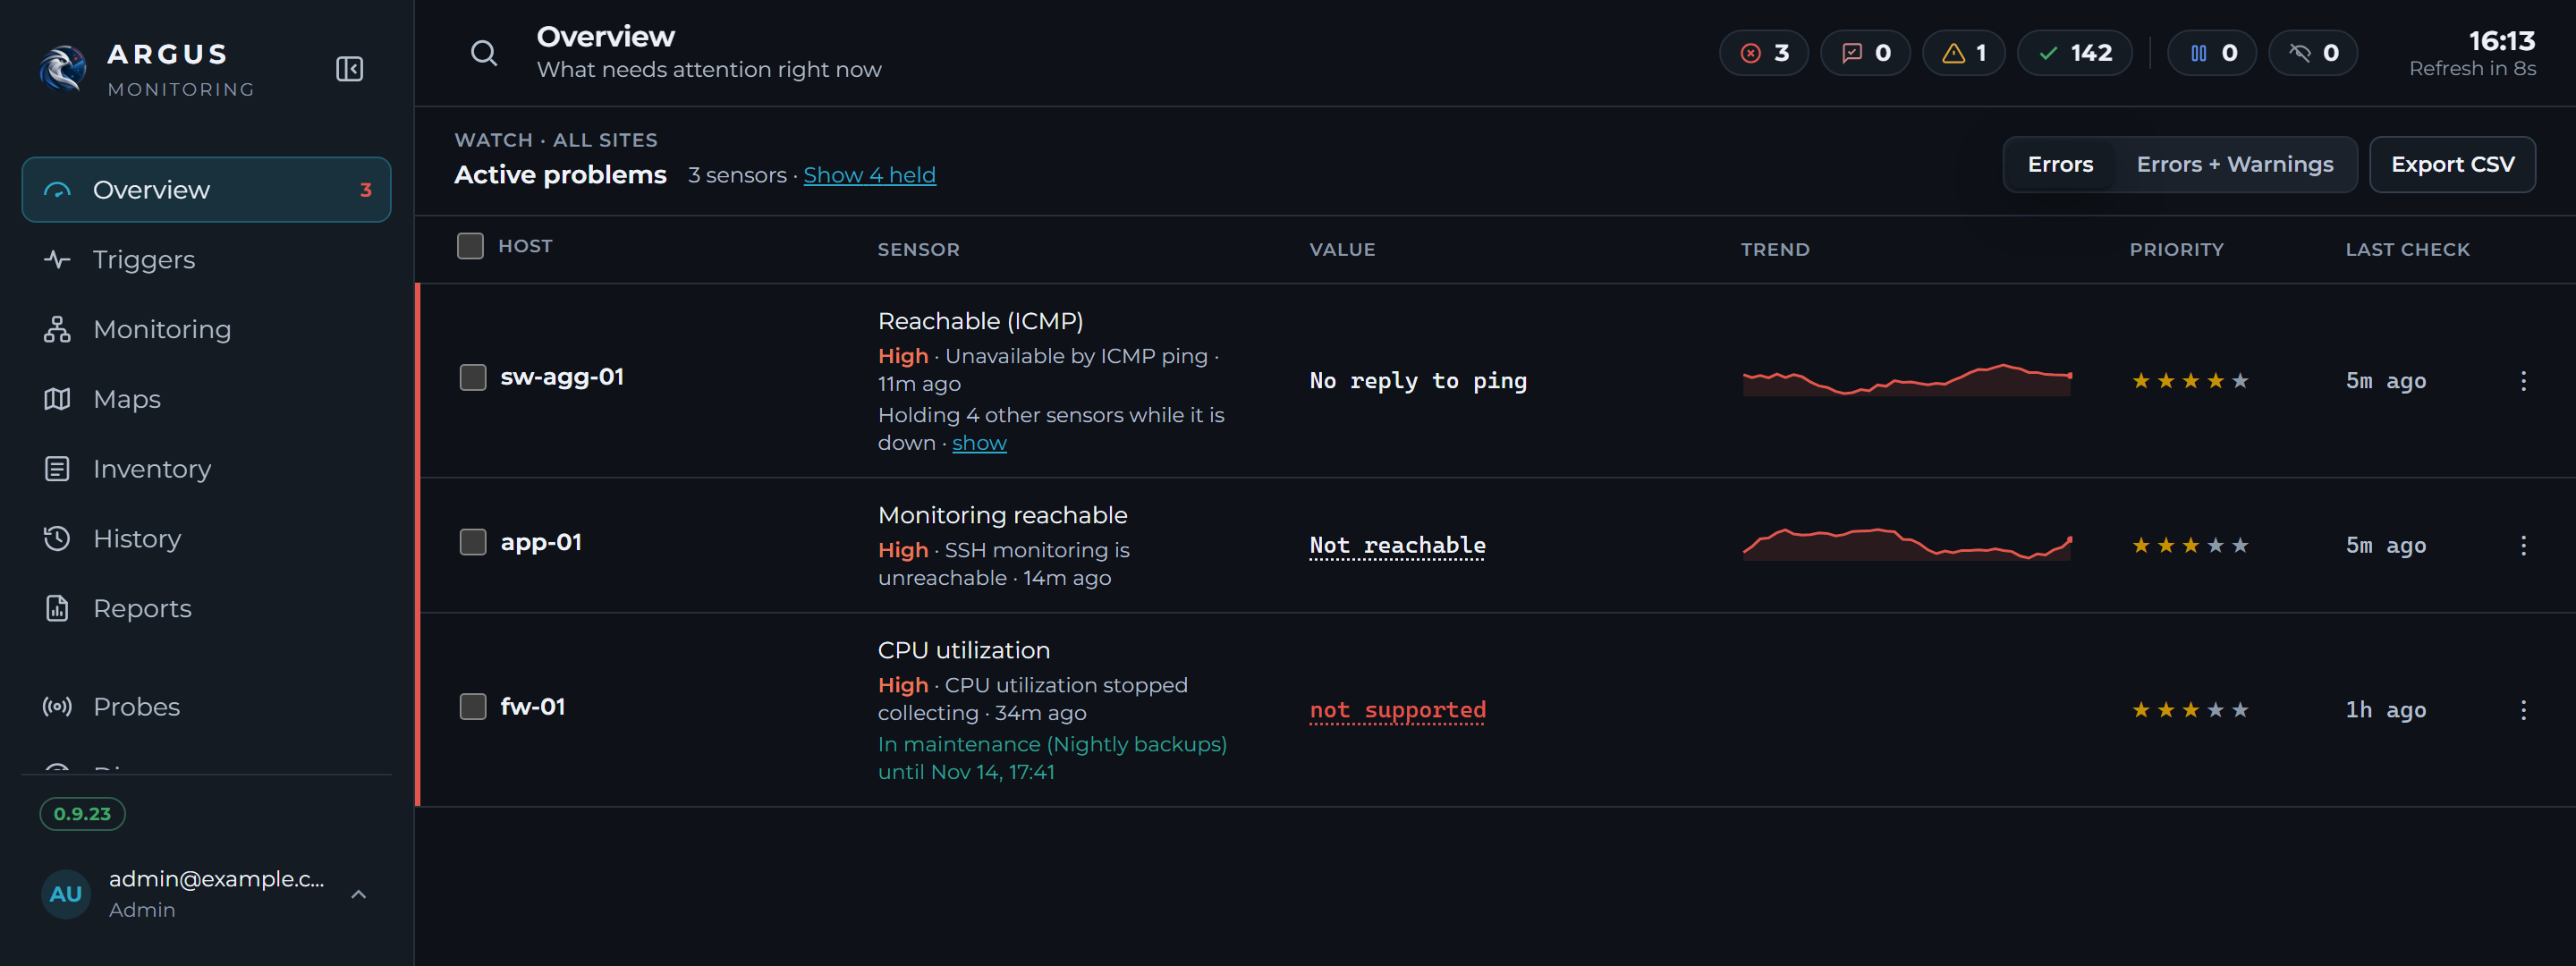 ARGUS
MONITORING
Overview
3
Triggers
Monitoring
Maps
Inventory
History
Reports
Probes
0.9.23
AU
admin@example.c...
Admin
Overview
What needs attention right now
3
0
1
142
0
0
16:13
Refresh in 8s
WATCH · ALL SITES
Active problems 3 sensors · Show 4 held
Errors
Errors + Warnings
Export CSV
HOST SENSOR VALUE TREND PRIORITY LAST CHECK
sw-agg-01
Reachable (ICMP)
High · Unavailable by ICMP ping ·
11m ago
Holding 4 other sensors while it is
down · show
No reply to ping
★★★★★
5m ago
app-01
Monitoring reachable
High · SSH monitoring is
unreachable · 14m ago
Not reachable
★★★★★
5m ago
fw-01
CPU utilization
High · CPU utilization stopped
collecting · 34m ago
In maintenance (Nightly backups)
until Nov 14, 17:41
not supported
★★★★★
1h ago